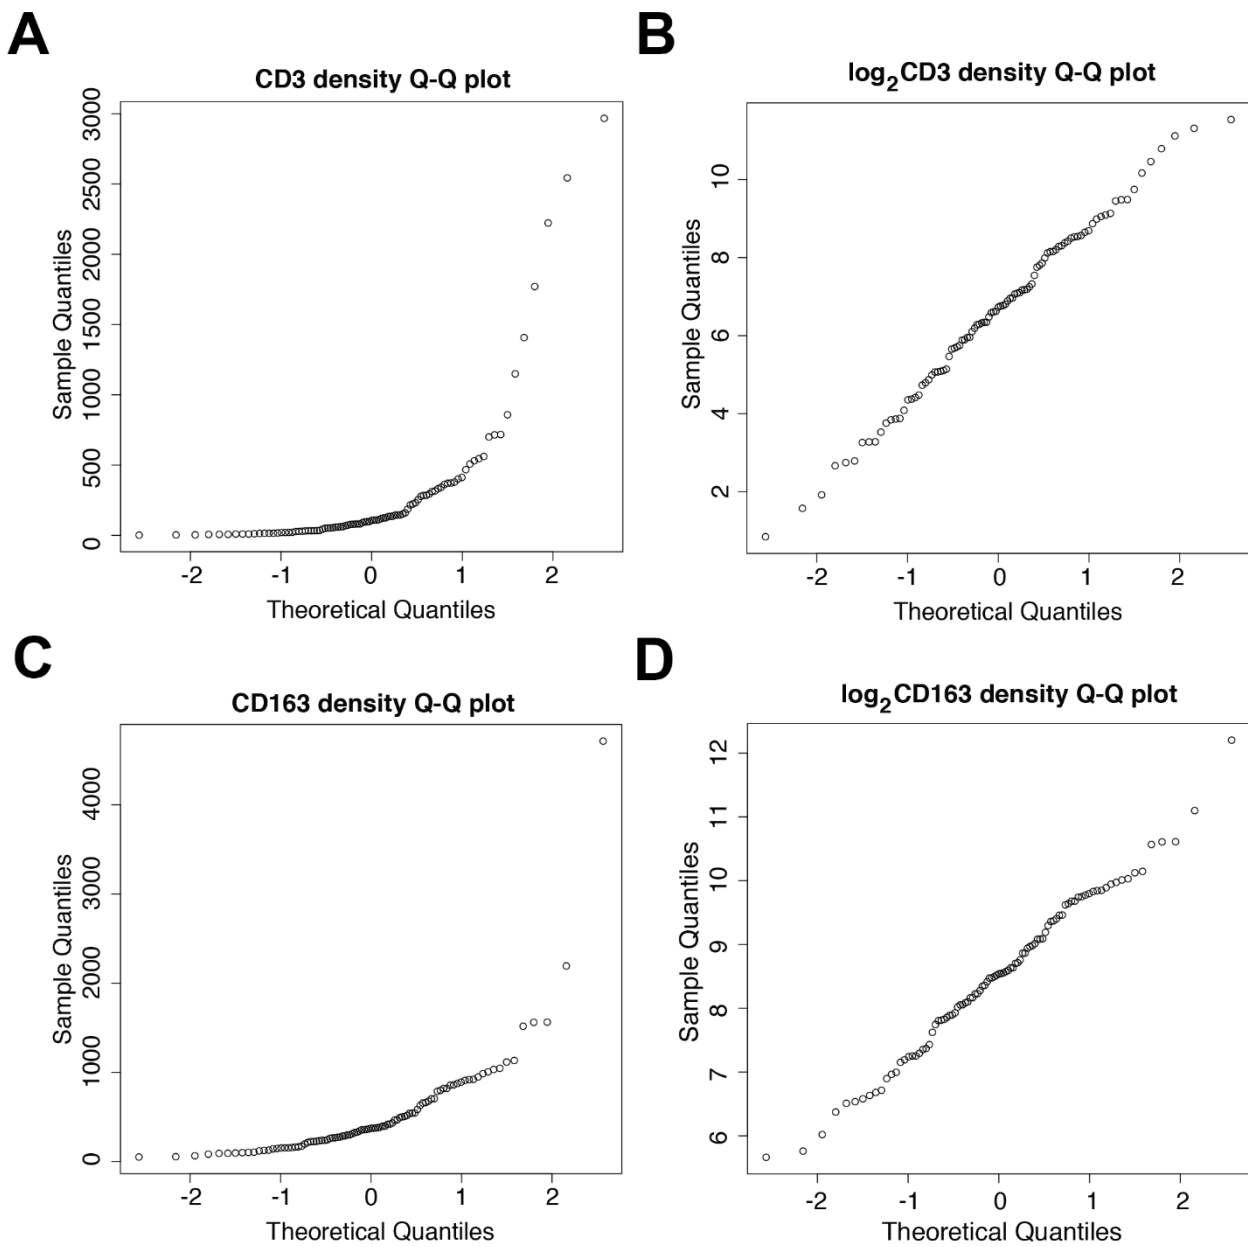 A
CD3 density Q-Q plot
Sample Quantiles
0 500 1000 1500 2000 2500 3000
-2 -1 0 1 2
Theoretical Quantiles
B
log₂CD3 density Q-Q plot
Sample Quantiles
2 4 6 8 10
-2 -1 0 1 2
Theoretical Quantiles
C
CD163 density Q-Q plot
Sample Quantiles
0 1000 2000 3000 4000
-2 -1 0 1 2
Theoretical Quantiles
D
log₂CD163 density Q-Q plot
Sample Quantiles
6 7 8 9 10 11 12
-2 -1 0 1 2
Theoretical Quantiles